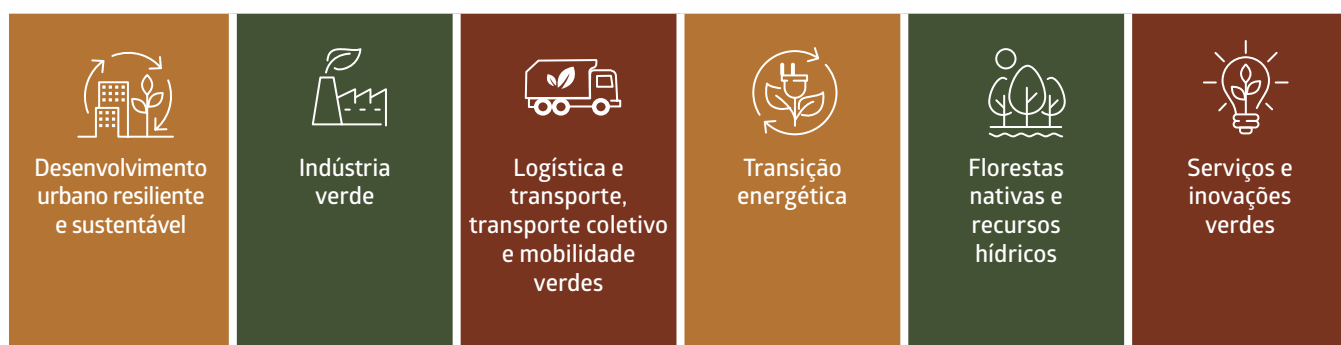 Desenvolvimento
urbano resiliente
e sustentável
Indústria
verde
Logística e
transporte,
transporte coletivo
e mobilidade
verdes
Transição
energética
Florestas
nativas e
recursos
hídricos
Serviços e
inovações
verdes